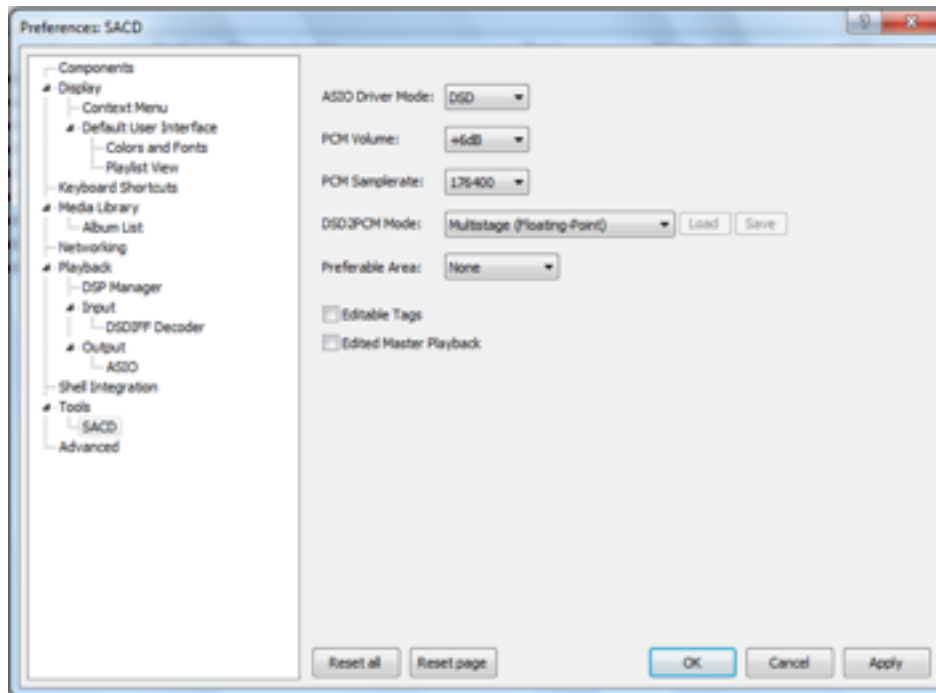 Preferences: SACD
Components
Display
Context Menu
Default User Interface
Colors and Fonts
Playlist View
Keyboard Shortcuts
Media Library
Album List
Networking
Playback
DSP Manager
Input
DSDIFF Decoder
Output
ASIO
Shell Integration
Tools
SACD
Advanced
ASIO Driver Mode: DSD
PCM Volume: +6dB
PCM Samplerate: 176400
DSD2PCM Mode: Multistage (Floating-Point) Load Save
Preferable Area: None
Editable Tags
Edited Master Playback
Reset all Reset page OK Cancel Apply